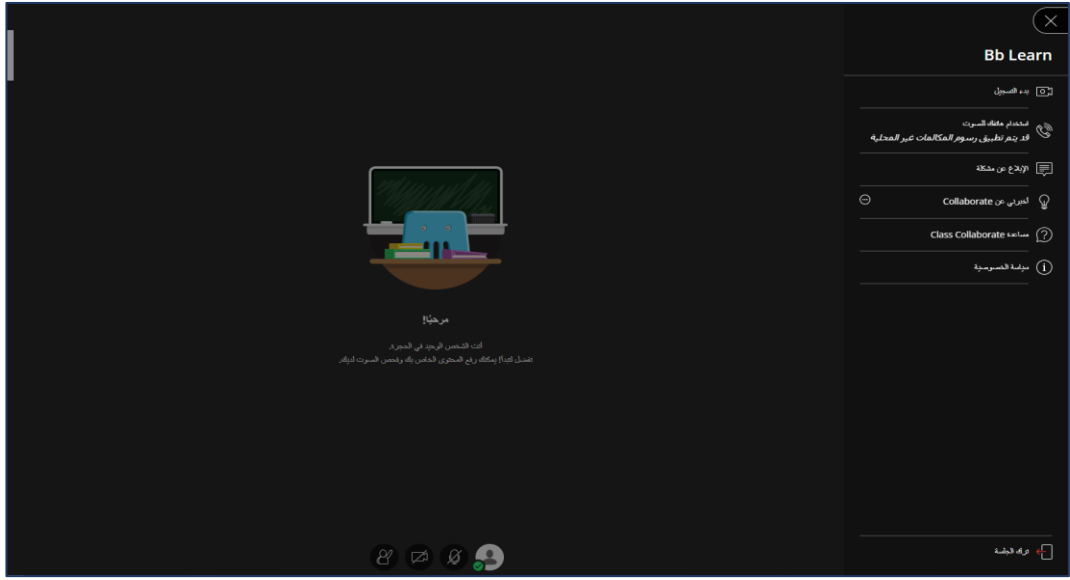 Bb Learn
بدء التسجيل
استخدام هاتفك للصوت
قد يتم تطبيق رسوم المكالمات غير المحلية
الإبلاغ عن مشكلة
أخبرني عن Collaborate
مساعدة Class Collaborate
سياسة الخصوصية
مرحبًا!
أنت الشخص الوحيد في الحجرة.
تفضل لتبدأ! يمكنك رفع المحتوى الخاص بك وفحص الصوت لديك.
ترك الجلسة